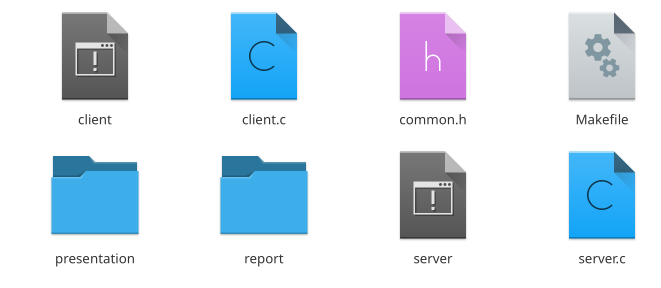 client
client.c
common.h
Makefile
presentation
report
server
server.c